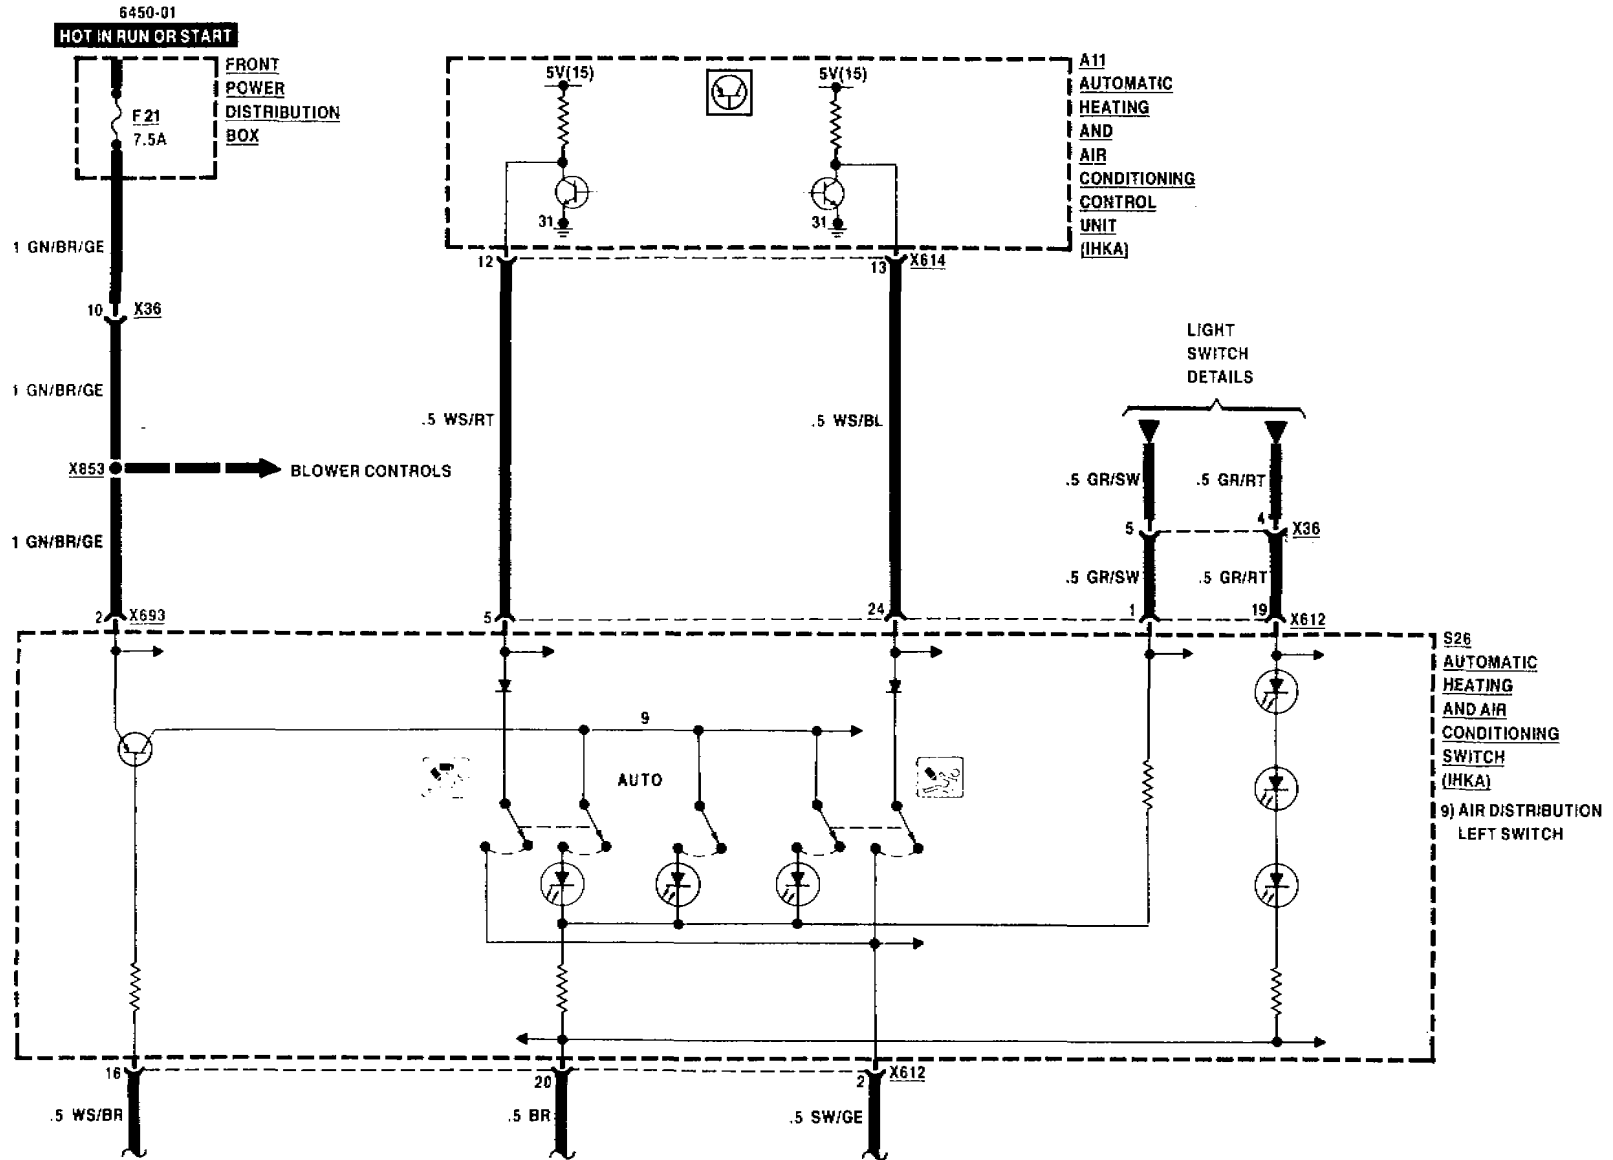 6450-01
HOT IN RUN OR START
FRONT
POWER
DISTRIBUTION
BOX
F 21
7.5A
5V(15)
5V(15)
31
31
A11
AUTOMATIC
HEATING
AND
AIR
CONDITIONING
CONTROL
UNIT
(IHKA)
1 GN/BR/GE
12
13
X614
10
X36
1 GN/BR/GE
.5 WS/RT
.5 WS/BL
LIGHT
SWITCH
DETAILS
X853
BLOWER CONTROLS
.5 GR/SW
.5 GR/RT
5
4
X36
1 GN/BR/GE
.5 GR/SW
.5 GR/RT
2
X693
5
24
1
19
X612
S26
AUTOMATIC
HEATING
AND AIR
CONDITIONING
SWITCH
(IHKA)
9) AIR DISTRIBUTION
LEFT SWITCH
9
AUTO
16
20
2
X612
.5 WS/BR
.5 BR
.5 SW/GE